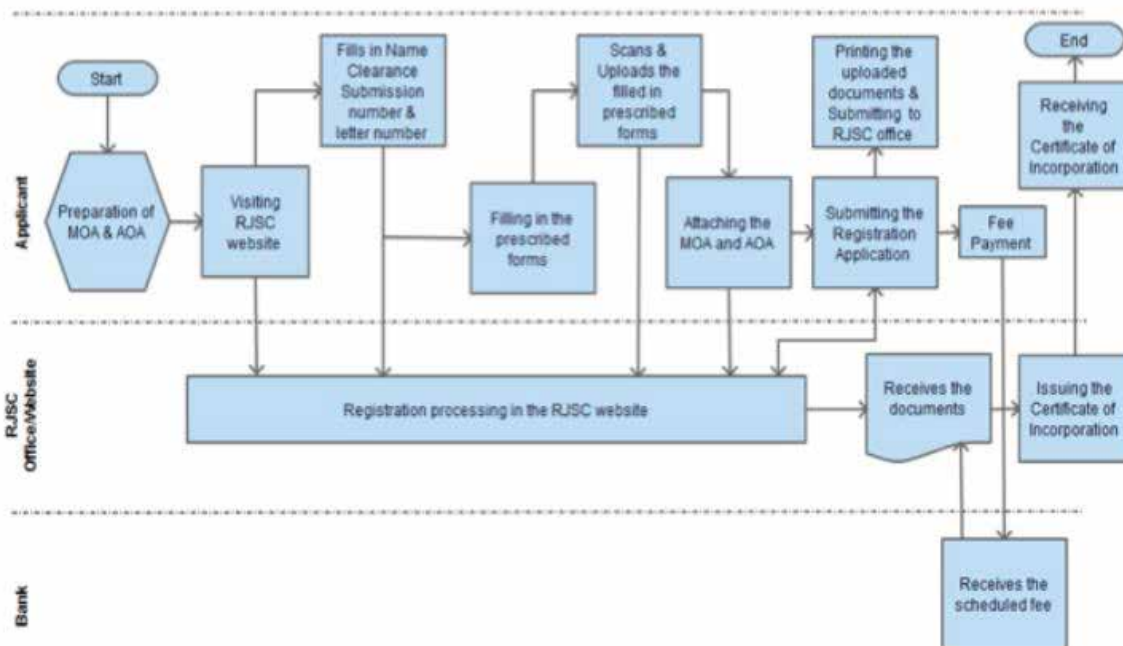 Applicant
Start
Preparation of
MOA & AOA
Visiting
RJSC
website
Fills in Name
Clearance
Submission
number &
letter number
Filling in the
prescribed
forms
Scans &
Uploads the
filled in
prescribed
forms
Attaching the
MOA and AOA
Printing the
uploaded
documents &
Submitting to
RJSC office
Submitting the
Registration
Application
Fee
Payment
End
Receiving
the
Certificate of
Incorporation
RJSC
Office/Website
Registration processing in the RJSC website
Receives the
documents
Issuing the
Certificate of
Incorporation
Bank
Receives the
scheduled fee